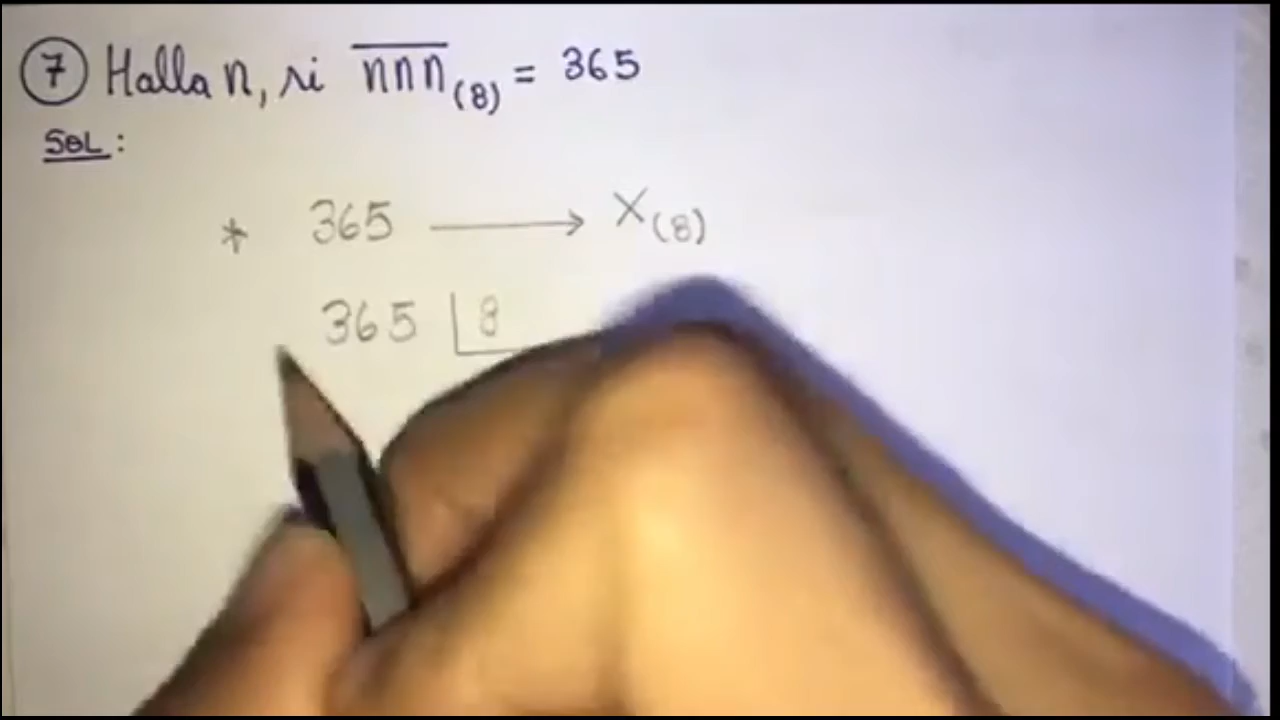 7 Halla n, si nnn(8) = 365
SOL:
* 365 → X(8)
365 8